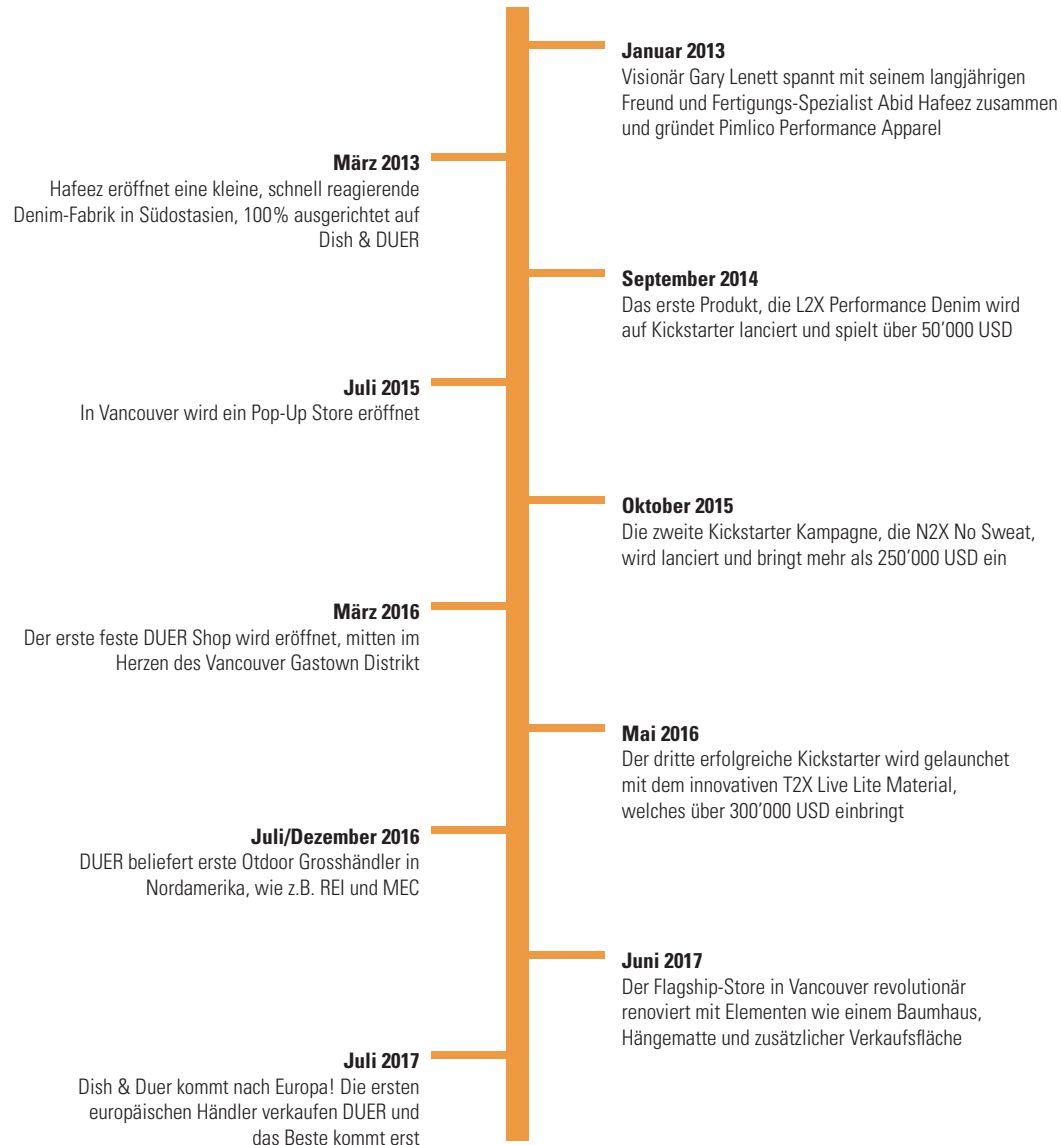 Januar 2013
Visionär Gary Lenett spannt mit seinem langjährigen
Freund und Fertigungs-Spezialist Abid Hafeez zusammen
und gründet Pimlico Performance Apparel
März 2013
Hafeez eröffnet eine kleine, schnell reagierende
Denim-Fabrik in Südostasien, 100% ausgerichtet auf
Dish & DUER
September 2014
Das erste Produkt, die L2X Performance Denim wird
auf Kickstarter lanciert und spielt über 50’000 USD
Juli 2015
In Vancouver wird ein Pop-Up Store eröffnet
Oktober 2015
Die zweite Kickstarter Kampagne, die N2X No Sweat,
wird lanciert und bringt mehr als 250’000 USD ein
März 2016
Der erste feste DUER Shop wird eröffnet, mitten im
Herzen des Vancouver Gastown Distrikt
Mai 2016
Der dritte erfolgreiche Kickstarter wird gelaunchet
mit dem innovativen T2X Live Lite Material,
welches über 300’000 USD einbringt
Juli/Dezember 2016
DUER beliefert erste Otdoor Grosshändler in
Nordamerika, wie z.B. REI und MEC
Juni 2017
Der Flagship-Store in Vancouver revolutionär
renoviert mit Elementen wie einem Baumhaus,
Hängematte und zusätzlicher Verkaufsfläche
Juli 2017
Dish & Duer kommt nach Europa! Die ersten
europäischen Händler verkaufen DUER und
das Beste kommt erst